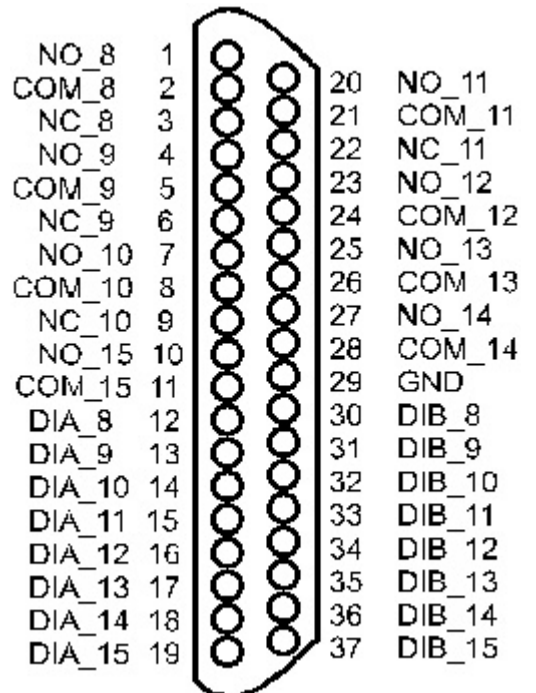 NO_8 1
COM_8 2
NC_8 3
NO_9 4
COM_9 5
NC_9 6
NO_10 7
COM_10 8
NC_10 9
NO_15 10
COM_15 11
DIA_8 12
DIA_9 13
DIA_10 14
DIA_11 15
DIA_12 16
DIA_13 17
DIA_14 18
DIA_15 19
20 NO_11
21 COM_11
22 NC_11
23 NO_12
24 COM_12
25 NO_13
26 COM_13
27 NO_14
28 COM_14
29 GND
30 DIB_8
31 DIB_9
32 DIB_10
33 DIB_11
34 DIB_12
35 DIB_13
36 DIB_14
37 DIB_15